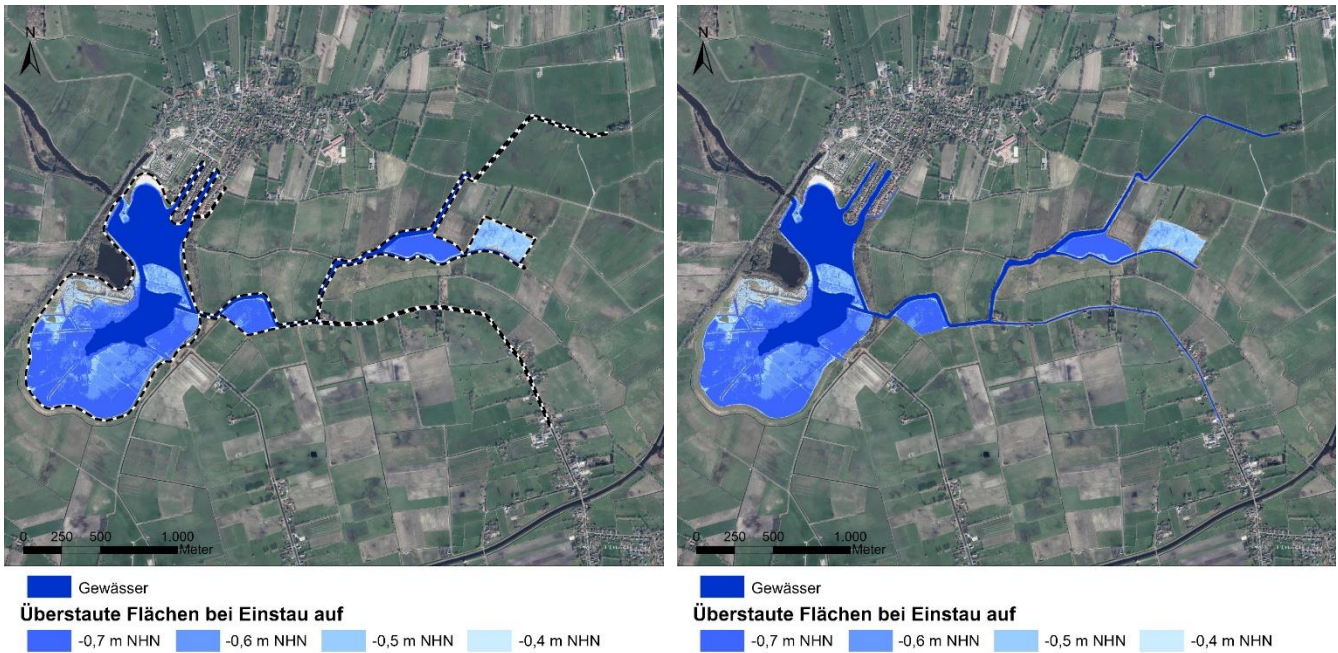 N
0 250 500 1.000
Meter
Gewässer
Überstaute Flächen bei Einstau auf
-0,7 m NHN -0,6 m NHN -0,5 m NHN -0,4 m NHN
N
0 250 500 1.000
Meter
Gewässer
Überstaute Flächen bei Einstau auf
-0,7 m NHN -0,6 m NHN -0,5 m NHN -0,4 m NHN